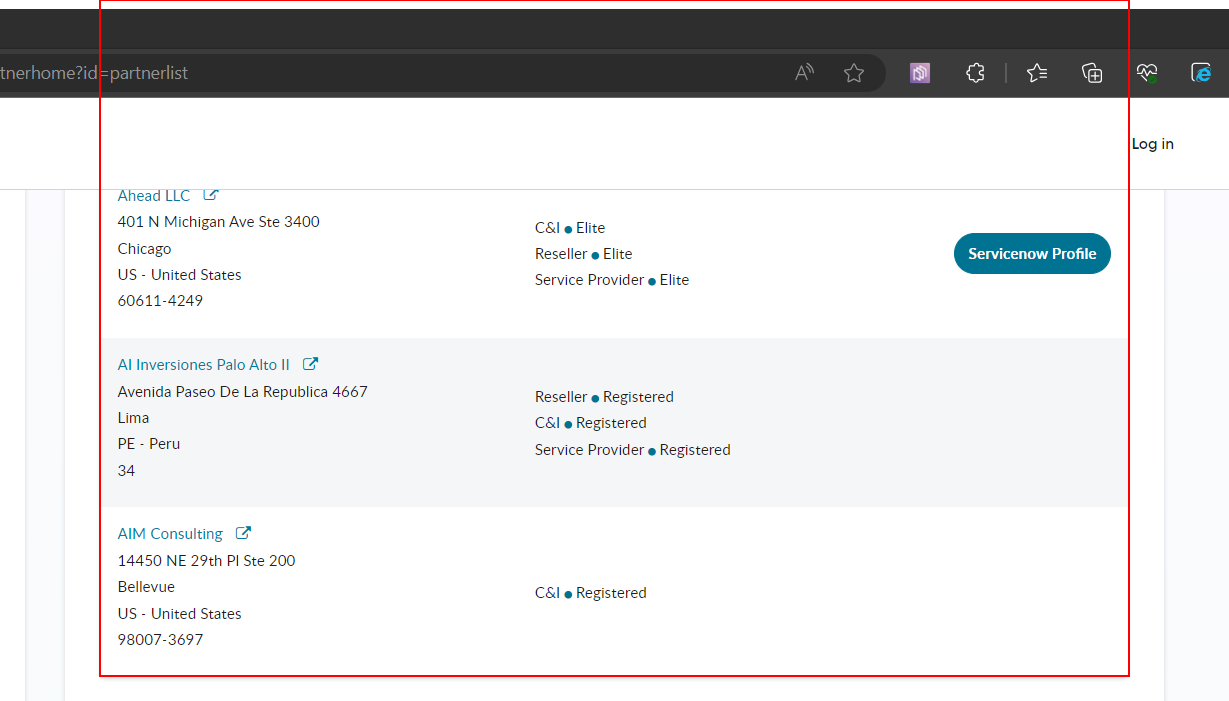 tnerhome?id=partnerlist
Log in
Ahead LLC
401 N Michigan Ave Ste 3400
Chicago
US - United States
60611-4249
C&I ● Elite
Reseller ● Elite
Service Provider ● Elite
Servicenow Profile
AI Inversiones Palo Alto II
Avenida Paseo De La Republica 4667
Lima
PE - Peru
34
Reseller ● Registered
C&I ● Registered
Service Provider ● Registered
AIM Consulting
14450 NE 29th Pl Ste 200
Bellevue
US - United States
98007-3697
C&I ● Registered